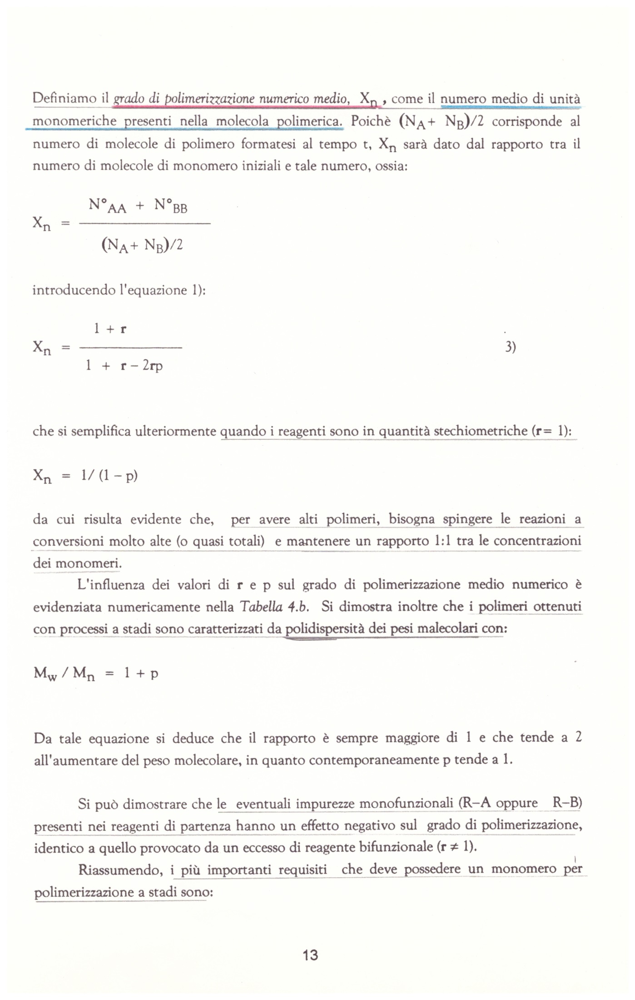 Definiamo il grado di polimerizzazione numerico medio, Xn , come il numero medio di unità
monomeriche presenti nella molecola polimerica. Poichè (NA+ NB)/2 corrisponde al
numero di molecole di polimero formatesi al tempo t, Xn sarà dato dal rapporto tra il
numero di molecole di monomero iniziali e tale numero, ossia:
N°AA + N°BB
Xn =
(NA+ NB)/2
introducendo l'equazione 1):
1 + r
Xn = 3)
1 + r – 2rp
che si semplifica ulteriormente quando i reagenti sono in quantità stechiometriche (r= 1):
Xn = 1/ (1 – p)
da cui risulta evidente che, per avere alti polimeri, bisogna spingere le reazioni a
conversioni molto alte (o quasi totali) e mantenere un rapporto 1:1 tra le concentrazioni
dei monomeri.
L'influenza dei valori di r e p sul grado di polimerizzazione medio numerico è
evidenziata numericamente nella Tabella 4.b. Si dimostra inoltre che i polimeri ottenuti
con processi a stadi sono caratterizzati da polidispersità dei pesi malecolari con:
Mw / Mn = 1 + p
Da tale equazione si deduce che il rapporto è sempre maggiore di 1 e che tende a 2
all'aumentare del peso molecolare, in quanto contemporaneamente p tende a 1.
Si può dimostrare che le eventuali impurezze monofunzionali (R–A oppure R–B)
presenti nei reagenti di partenza hanno un effetto negativo sul grado di polimerizzazione,
identico a quello provocato da un eccesso di reagente bifunzionale (r ≠ 1).
Riassumendo, i più importanti requisiti che deve possedere un monomero per
polimerizzazione a stadi sono:
13